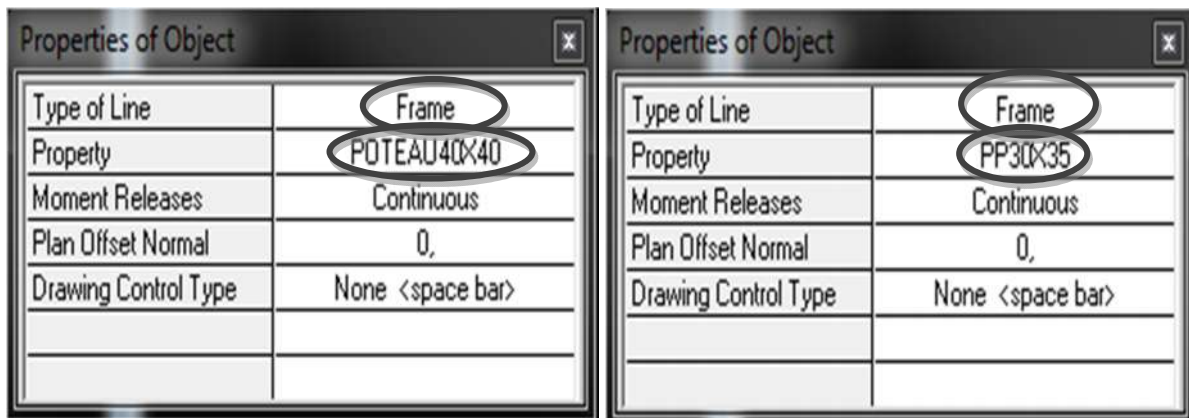 Properties of Object
Type of Line Frame
Property POTEAU40X40
Moment Releases Continuous
Plan Offset Normal 0,
Drawing Control Type None <space bar>
Properties of Object
Type of Line Frame
Property PP30X35
Moment Releases Continuous
Plan Offset Normal 0,
Drawing Control Type None <space bar>